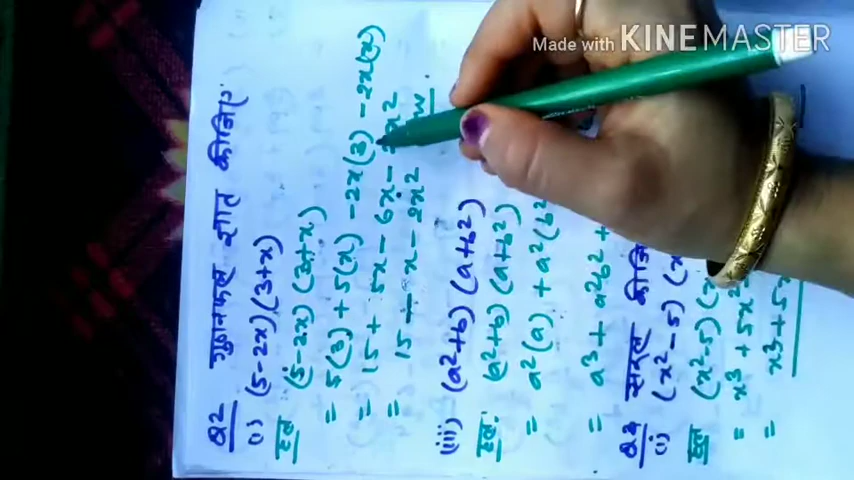 Made with KINEMASTER
Q2 गुणनफल ज्ञात कीजिए
(i) (5-2x)(3+x)
हल: (5-2x) (3+x)
= 5(3) + 5(x) -2x(3) -2x(x)
= 15 + 5x - 6x - 2x²
= 15 - x - 2x²
(ii) (a²+b) (a+b²)
हल: (a²+b) (a+b²)
= a²(a) + a²(b²
= a³ + a²b² +
Q3 सरल कीजि
(i) (x²-5) (x
हल (x²-5) (x
= x³ + 5x²
= x³ + 5x